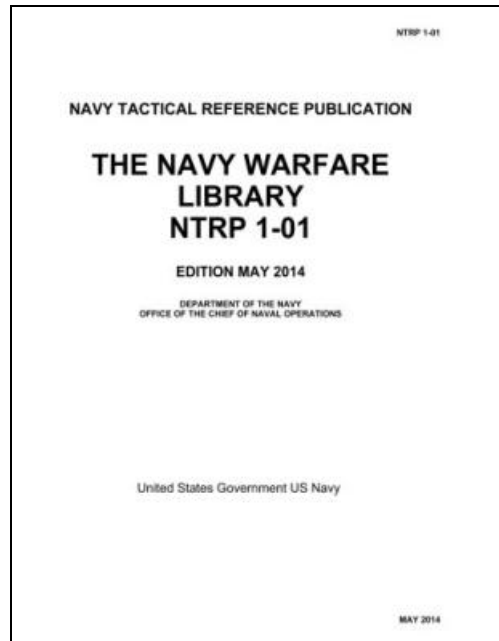 NTRP 1-01
NAVY TACTICAL REFERENCE PUBLICATION
THE NAVY WARFARE
LIBRARY
NTRP 1-01
EDITION MAY 2014
DEPARTMENT OF THE NAVY
OFFICE OF THE CHIEF OF NAVAL OPERATIONS
United States Government US Navy
MAY 2014